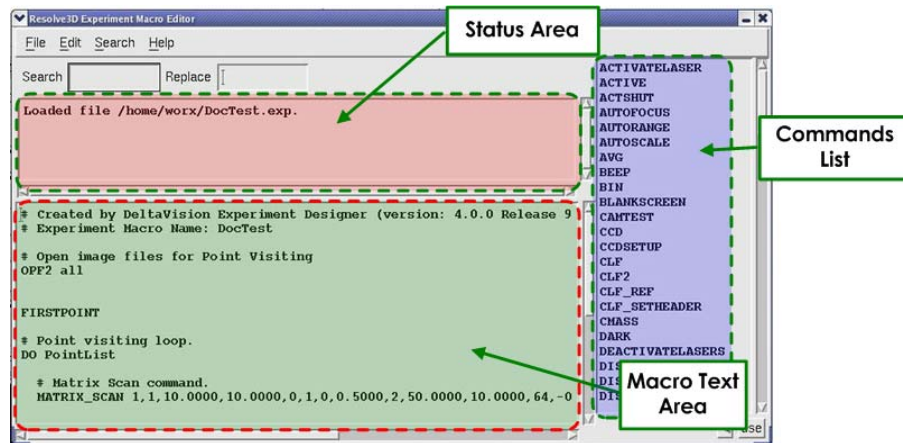 Resolve3D Experiment Macro Editor
File Edit Search Help
Search Replace
Status Area
Loaded file /home/worx/DocTest.exp.
ACTIVATELASER
ACTIVE
ACTSHUT
AUTOFOCUS
AUTORANGE
AUTOSCALE
AVG
BEEP
BIN
BLANKSCREEN
CAMTEST
CCD
CCDSETUP
CLF
CLF2
CLF_REF
CLF_SETHEADER
CMASS
DARK
DEACTIVATELASERS
Commands
List
# Created by DeltaVision Experiment Designer (version: 4.0.0 Release 9
# Experiment Macro Name: DocTest
# Open image files for Point Visiting
OPF2 all
FIRSTPOINT
# Point visiting loop.
DO PointList
# Matrix Scan command.
MATRIX_SCAN 1,1,10.0000,10.0000,0,1,0,0.5000,2,50.0000,10.0000,64,-0
Macro Text
Area